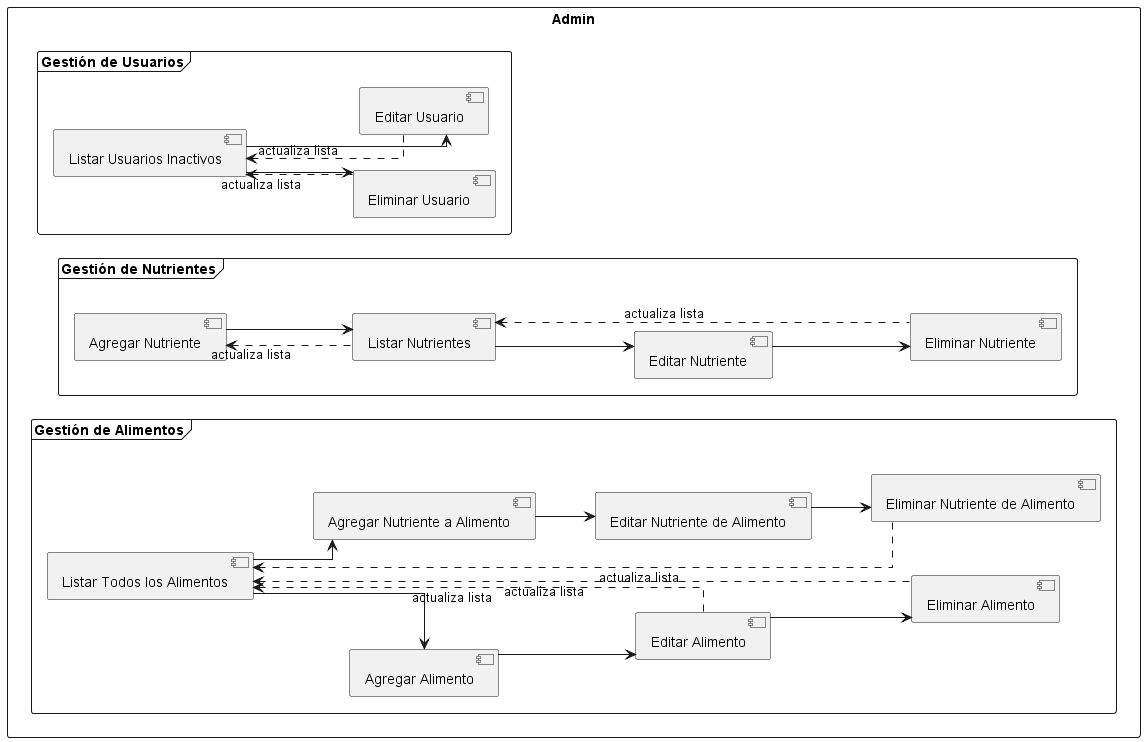 Admin
Gestión de Usuarios
Editar Usuario
Listar Usuarios Inactivos
actualiza lista
actualiza lista
Eliminar Usuario
Gestión de Nutrientes
actualiza lista
Agregar Nutriente
Listar Nutrientes
Eliminar Nutriente
actualiza lista
Editar Nutriente
Gestión de Alimentos
Eliminar Nutriente de Alimento
Agregar Nutriente a Alimento
Editar Nutriente de Alimento
Listar Todos los Alimentos
actualiza lista
actualiza lista
actualiza lista
Eliminar Alimento
Editar Alimento
Agregar Alimento